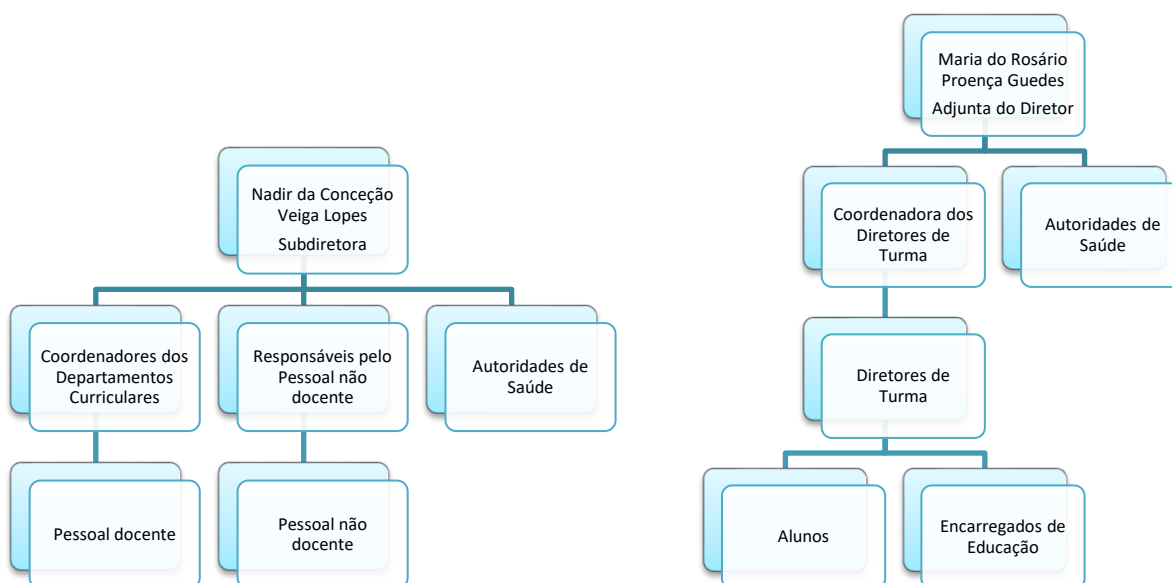 Nadir da Conceção
Veiga Lopes
Subdiretora
Coordenadores dos
Departamentos
Curriculares
Responsáveis pelo
Pessoal não
docente
Autoridades de
Saúde
Pessoal docente
Pessoal não
docente
Maria do Rosário
Proença Guedes
Adjunta do Diretor
Coordenadora dos
Diretores de
Turma
Autoridades de
Saúde
Diretores de
Turma
Alunos
Encarregados de
Educação